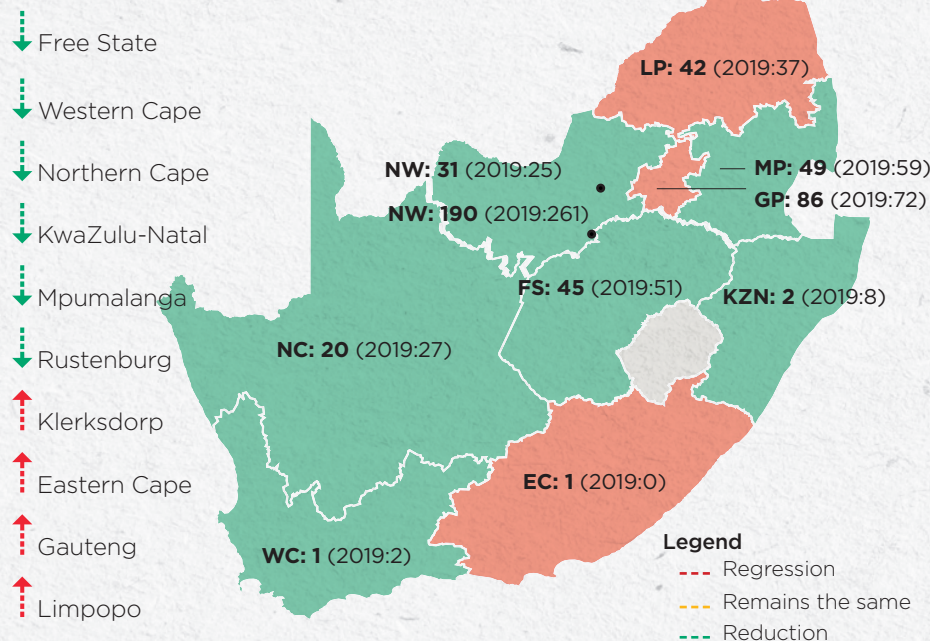 Free State
Western Cape
Northern Cape
KwaZulu-Natal
Mpumalanga
Rustenburg
Klerksdorp
Eastern Cape
Gauteng
Limpopo
LP: 42 (2019:37)
NW: 31 (2019:25)
MP: 49 (2019:59)
GP: 86 (2019:72)
NW: 190 (2019:261)
FS: 45 (2019:51)
KZN: 2 (2019:8)
NC: 20 (2019:27)
EC: 1 (2019:0)
WC: 1 (2019:2)
Legend
Regression
Remains the same
Reduction